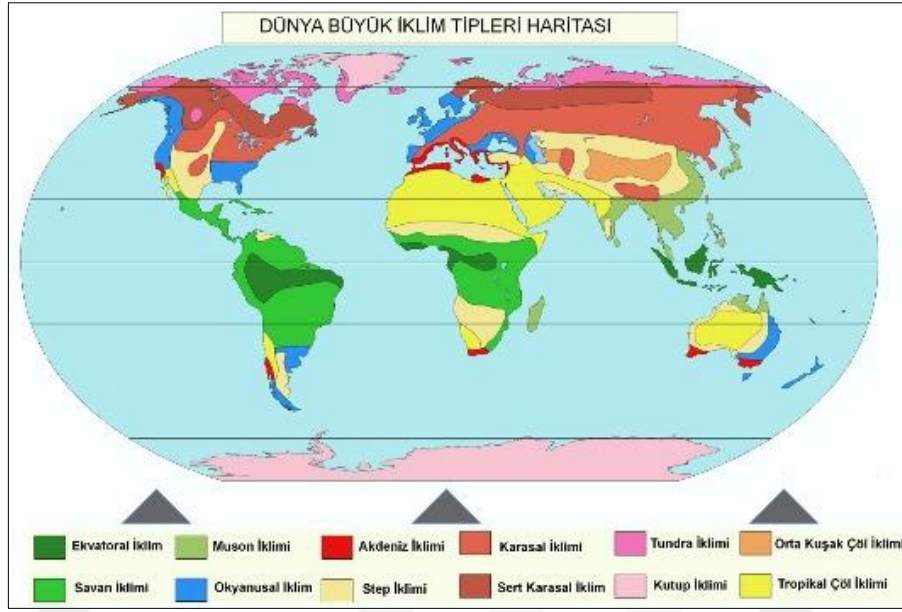 DÜNYA BÜYÜK İKLİM TİPLERİ HARİTASI
Ekvatoral İklim
Muson İklimi
Akdeniz İklimi
Karasal İklimi
Tundra İklimi
Orta Kuşak Çöl İklimi
Savan İklimi
Okyanusal İklim
Step İklimi
Sert Karasal İklim
Kutup İklimi
Tropikal Çöl İklimi